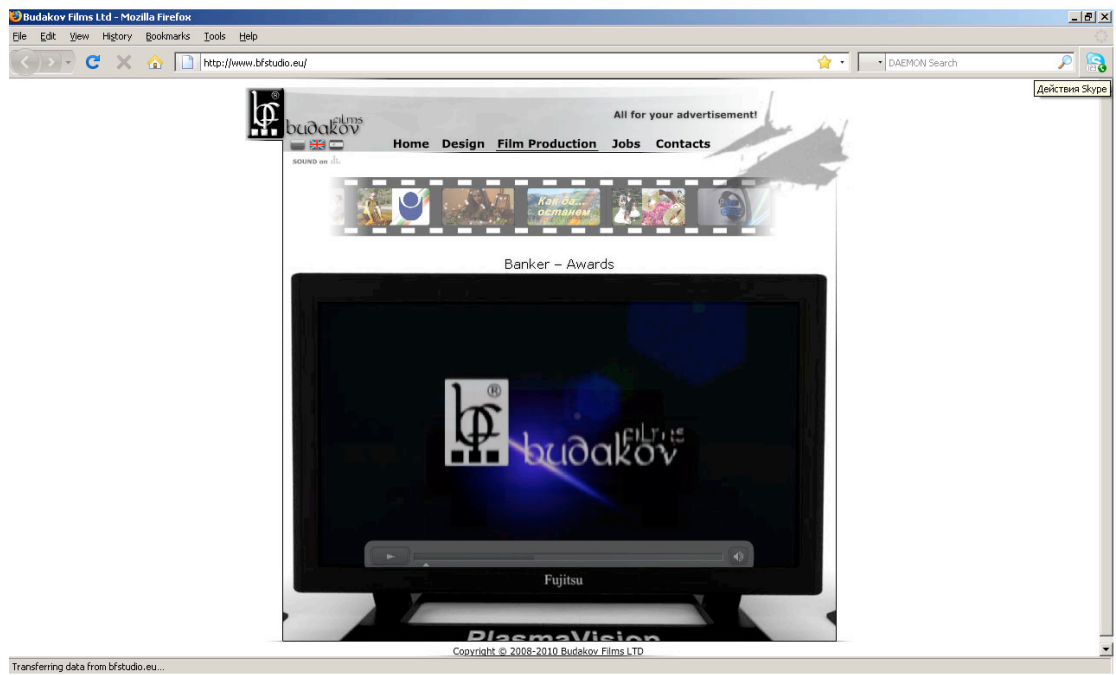 Budakov Films Ltd - Mozilla Firefox
File Edit View History Bookmarks Tools Help
http://www.bfstudio.eu/
DAEMON Search
Действия Skype
bf ®
budakov films
All for your advertisement!
Home Design Film Production Jobs Contacts
SOUND on
Как да...
останем
Banker – Awards
bf ®
budakov films
Fujitsu
PlasmaVision
Copyright © 2008-2010 Budakov Films LTD
Transferring data from bfstudio.eu...